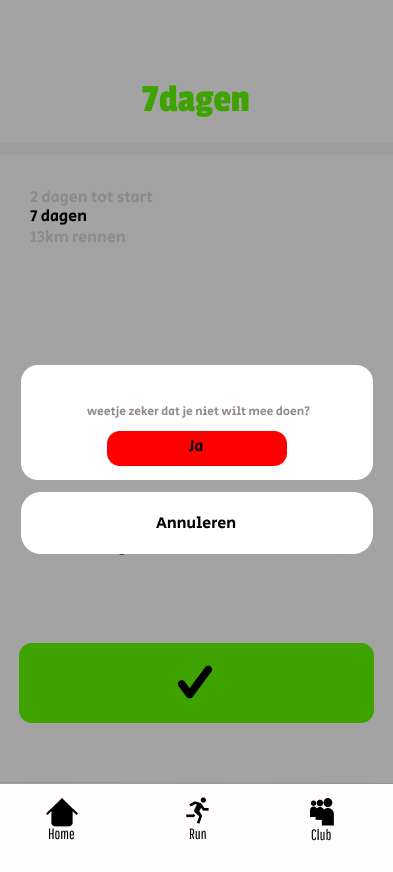 7dagen
2 dagen tot start
7 dagen
13km rennen
weetje zeker dat je niet wilt mee doen?
Ja
Annuleren
Home
Run
Club